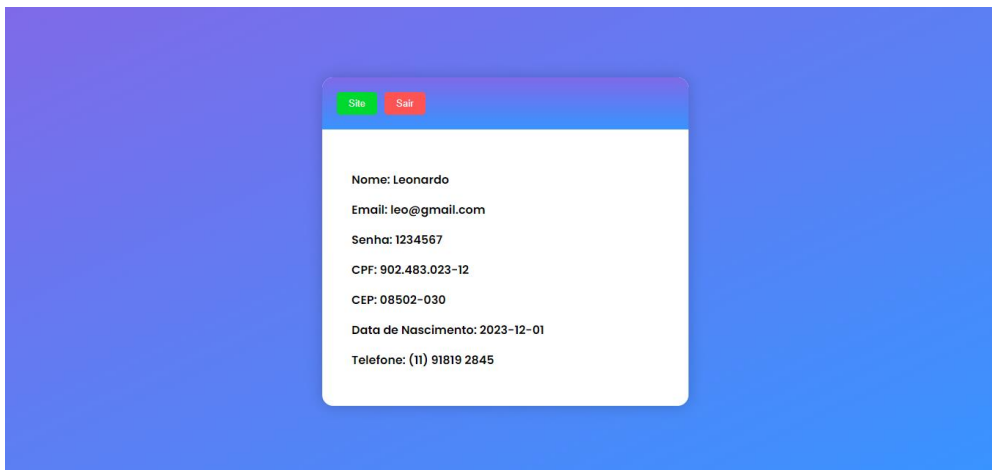 Site Sair
Nome: Leonardo
Email: leo@gmail.com
Senha: 1234567
CPF: 902.483.023-12
CEP: 08502-030
Data de Nascimento: 2023-12-01
Telefone: (11) 91819 2845